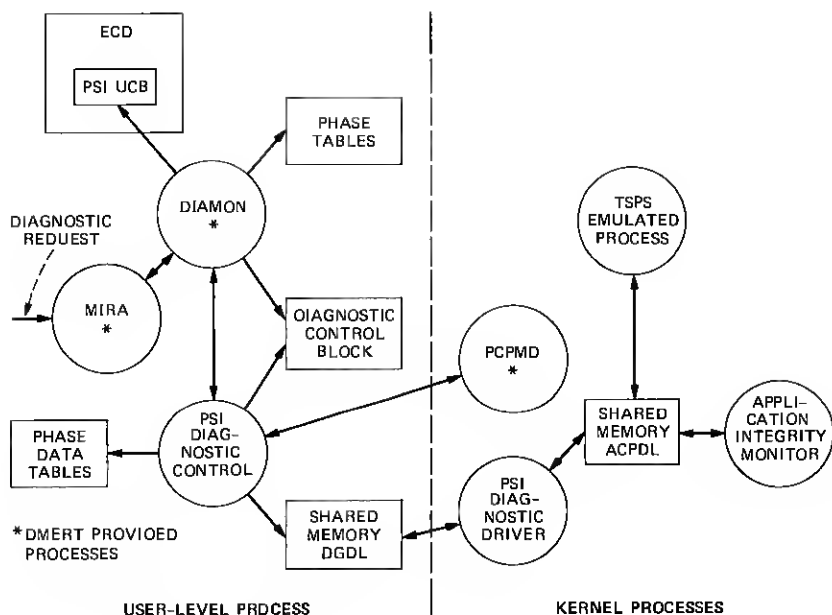 ECD
PSI UCB
PHASE
TABLES
DIAMON
*
DIAGNOSTIC
REDUEST
MIRA
*
OIAGNOSTIC
CONTROL
BLOCK
TSPS
EMULATED
PROCESS
PCPMD
*
PHASE
DATA
TABLES
PSI
DIAG-
NOSTIC
CONTROL
SHARED
MEMORY
ACPDL
APPLI-
CATION
INTEGRITY
MONITOR
SHARED
MEMORY
DGDL
PSI
DIAG-
NOSTIC
DRIVER
*DMERT PROVIOED
PROCESSES
USER-LEVEL PRDCESS
KERNEL PROCESSES